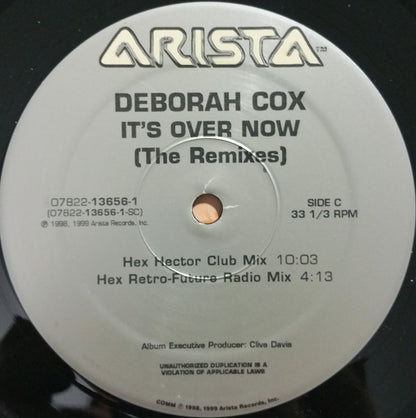 ARISTA™
DEBORAH COX
IT'S OVER NOW
(The Remixes)
07822-13656-1
(07822-13656-1-SC)
℗ 1998, 1999 Arista Records, Inc.
SIDE C
33 1/3 RPM
Hex Hector Club Mix 10:03
Hex Retro-Future Radio Mix 4:13
Album Executive Producer: Clive Davis
UNAUTHORIZED DUPLICATION IS A
VIOLATION OF APPLICABLE LAWS
COMM ℗ 1998, 1999 Arista Records, Inc.